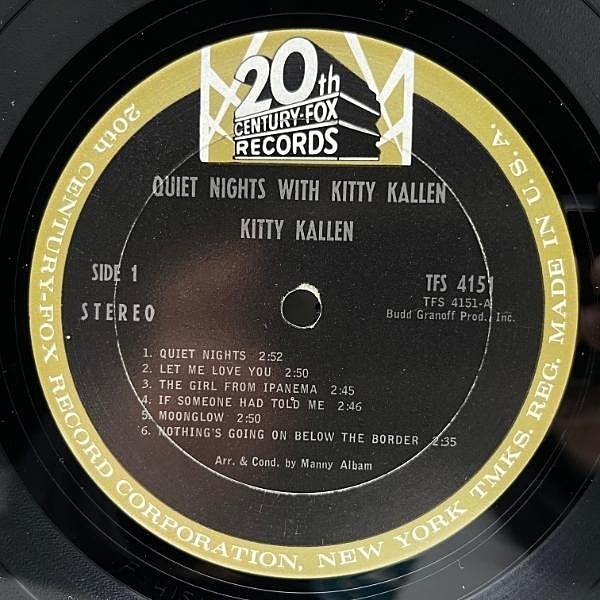 20th
CENTURY-FOX
RECORDS
QUIET NIGHTS WITH KITTY KALLEN
KITTY KALLEN
SIDE 1
STEREO
TFS 4151
TFS 4151-A
Budd Granoff Prod., Inc.
1. QUIET NIGHTS 2:52
2. LET ME LOVE YOU 2:50
3. THE GIRL FROM IPANEMA 2:45
4. IF SOMEONE HAD TOLD ME 2:46
5. MOONGLOW 2:50
6. NOTHING'S GOING ON BELOW THE BORDER 2:35
Arr. & Cond. by Manny Albam
20th CENTURY-FOX RECORD CORPORATION, NEW YORK TMKS. REG. MADE IN U.S.A.